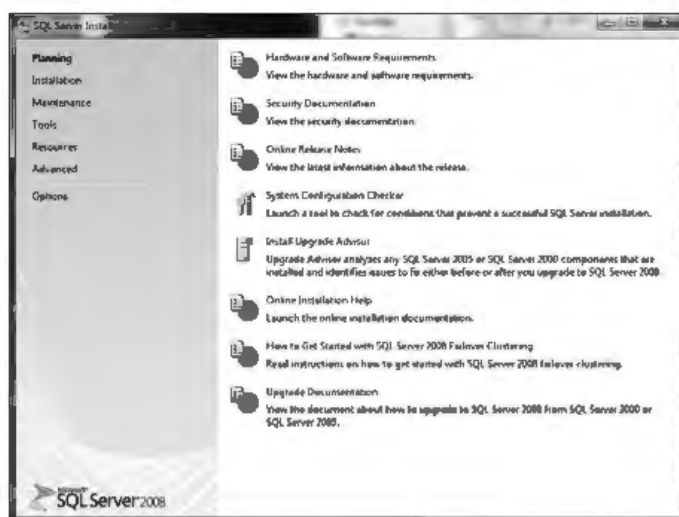 SQL Server Install
Planning
Installation
Maintenance
Tools
Resources
Advanced
Options
Hardware and Software Requirements
View the hardware and software requirements.
Security Documentation
View the security documentation.
Online Release Notes
View the latest information about the release.
System Configuration Checker
Launch a tool to check for conditions that prevent a successful SQL Server installation.
Install Upgrade Advisor
Upgrade Advisor analyzes any SQL Server 2005 or SQL Server 2000 components that are
installed and identifies issues to fix either before or after you upgrade to SQL Server 2008.
Online Installation Help
Launch the online installation documentation.
How to Get Started with SQL Server 2008 Failover Clustering
Read instructions on how to get started with SQL Server 2008 failover clustering.
Upgrade Documentation
View the document about how to upgrade to SQL Server 2008 from SQL Server 2000 or
SQL Server 2005.
Microsoft
SQL Server 2008